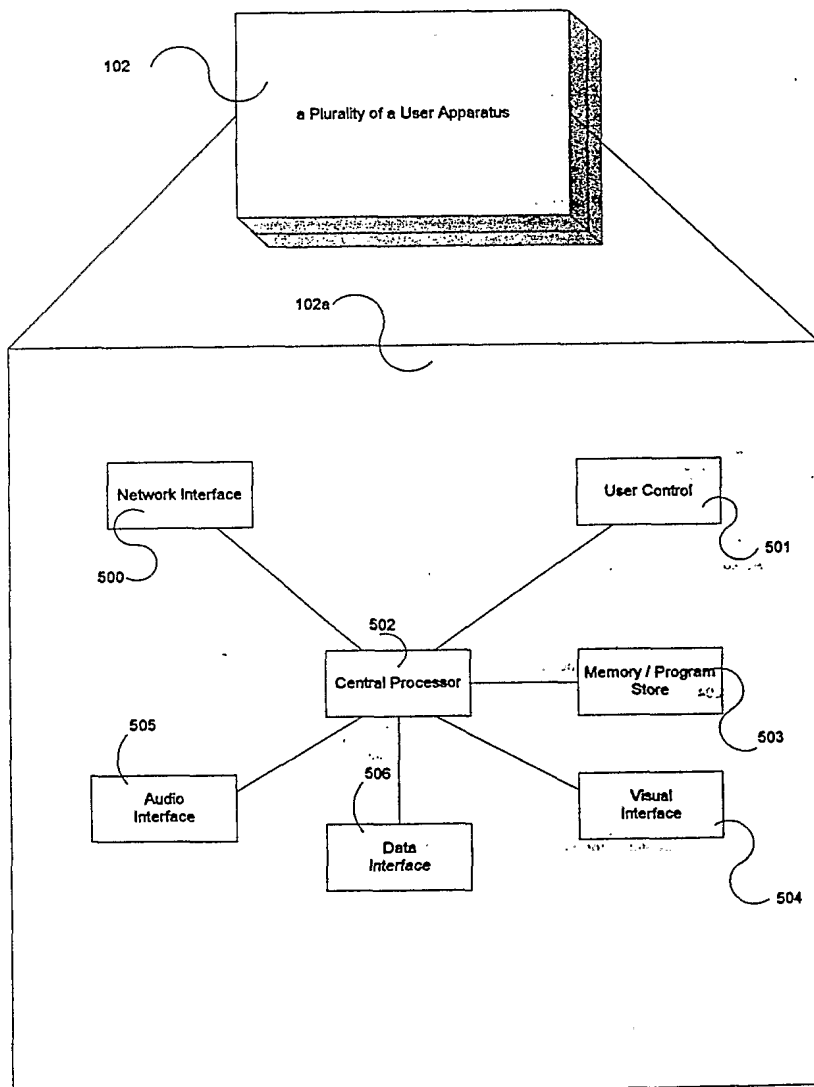 102
a Plurality of a User Apparatus
102a
Network Interface
User Control
500
501
502
Central Processor
Memory / Program
Store
503
505
506
Audio
Interface
Data
Interface
Visual
Interface
504